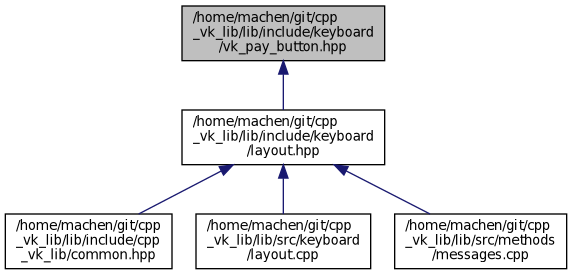 /home/machen/git/cpp
_vk_lib/lib/include/keyboard
/vk_pay_button.hpp
/home/machen/git/cpp
_vk_lib/lib/include/keyboard
/layout.hpp
/home/machen/git/cpp
_vk_lib/lib/include/cpp
_vk_lib/common.hpp
/home/machen/git/cpp
_vk_lib/lib/src/keyboard
/layout.cpp
/home/machen/git/cpp
_vk_lib/lib/src/methods
/messages.cpp